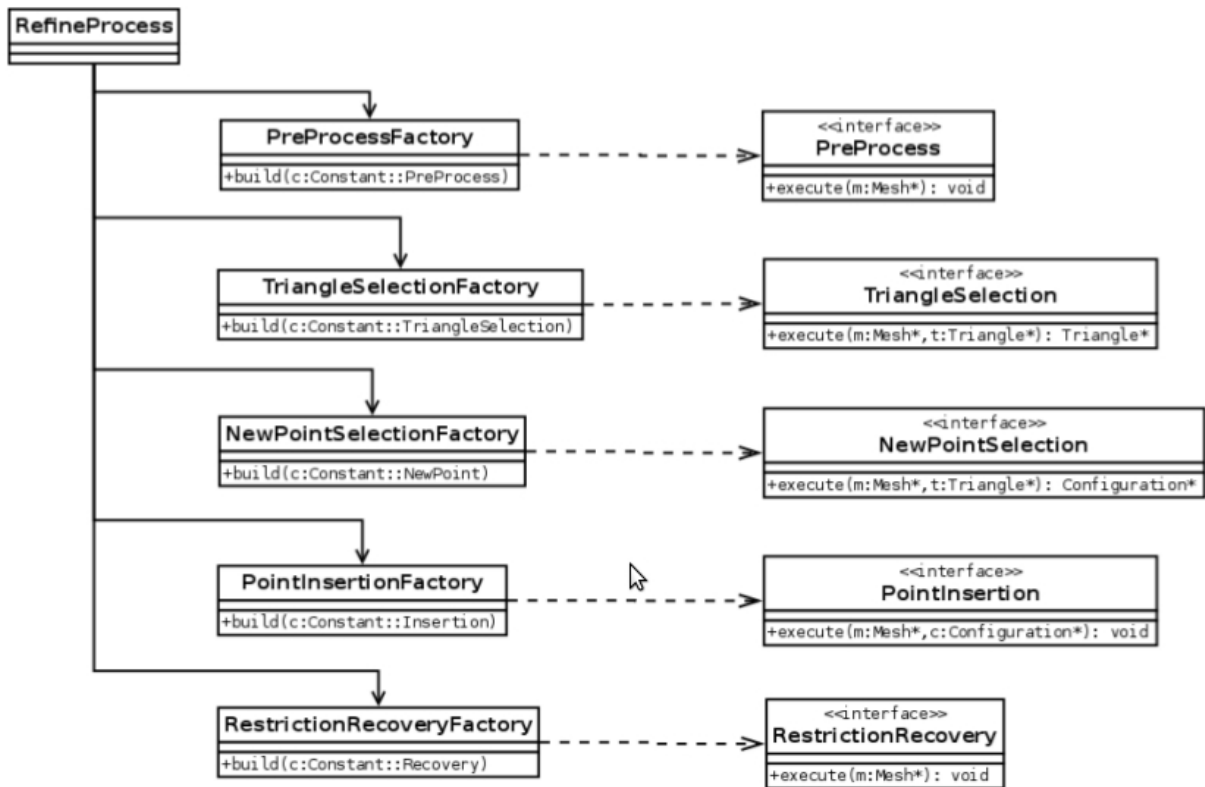 RefineProcess
PreProcessFactory
+build(c:Constant::PreProcess)
<<interface>>
PreProcess
+execute(m:Mesh*): void
TriangleSelectionFactory
+build(c:Constant::TriangleSelection)
<<interface>>
TriangleSelection
+execute(m:Mesh*,t:Triangle*): Triangle*
NewPointSelectionFactory
+build(c:Constant::NewPoint)
<<interface>>
NewPointSelection
+execute(m:Mesh*,t:Triangle*): Configuration*
PointInsertionFactory
+build(c:Constant::Insertion)
<<interface>>
PointInsertion
+execute(m:Mesh*,c:Configuration*): void
RestrictionRecoveryFactory
+build(c:Constant::Recovery)
<<interface>>
RestrictionRecovery
+execute(m:Mesh*): void